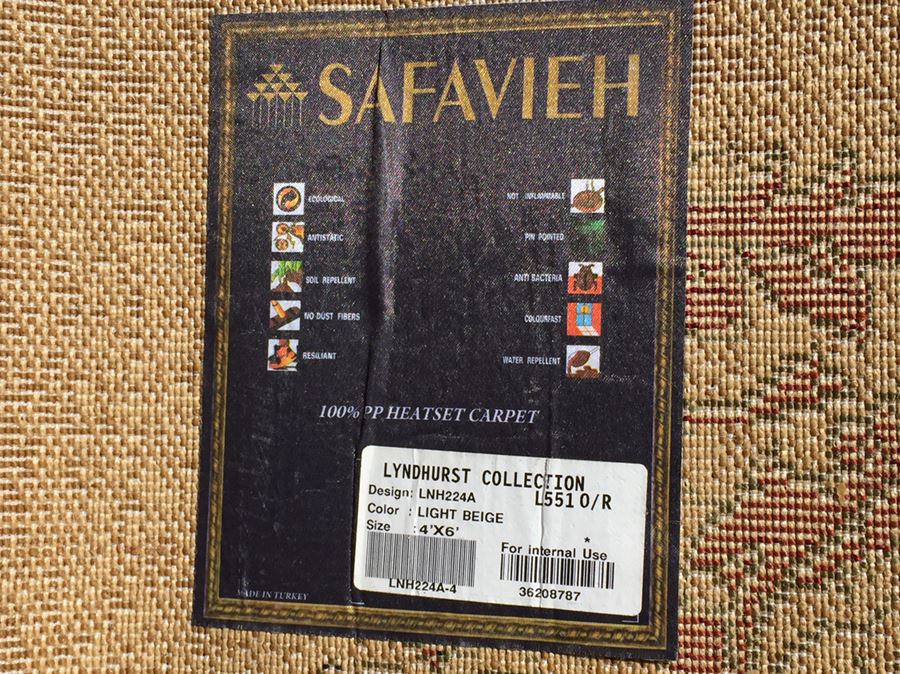 SAFAVIEH
ECOLOGICAL
ANTISTATIC
SOIL REPELLENT
NO DUST FIBERS
RESILIANT
NOT INFLAMMABLE
PIN POINTED
ANTI BACTERIA
COLOURFAST
WATER REPELLENT
100% PP HEATSET CARPET
LYNDHURST COLLECTION
Design: LNH224A L551 O/R
Color : LIGHT BEIGE
Size : 4'X6'
*
For internal Use
LNH224A-4
36208787
MADE IN TURKEY